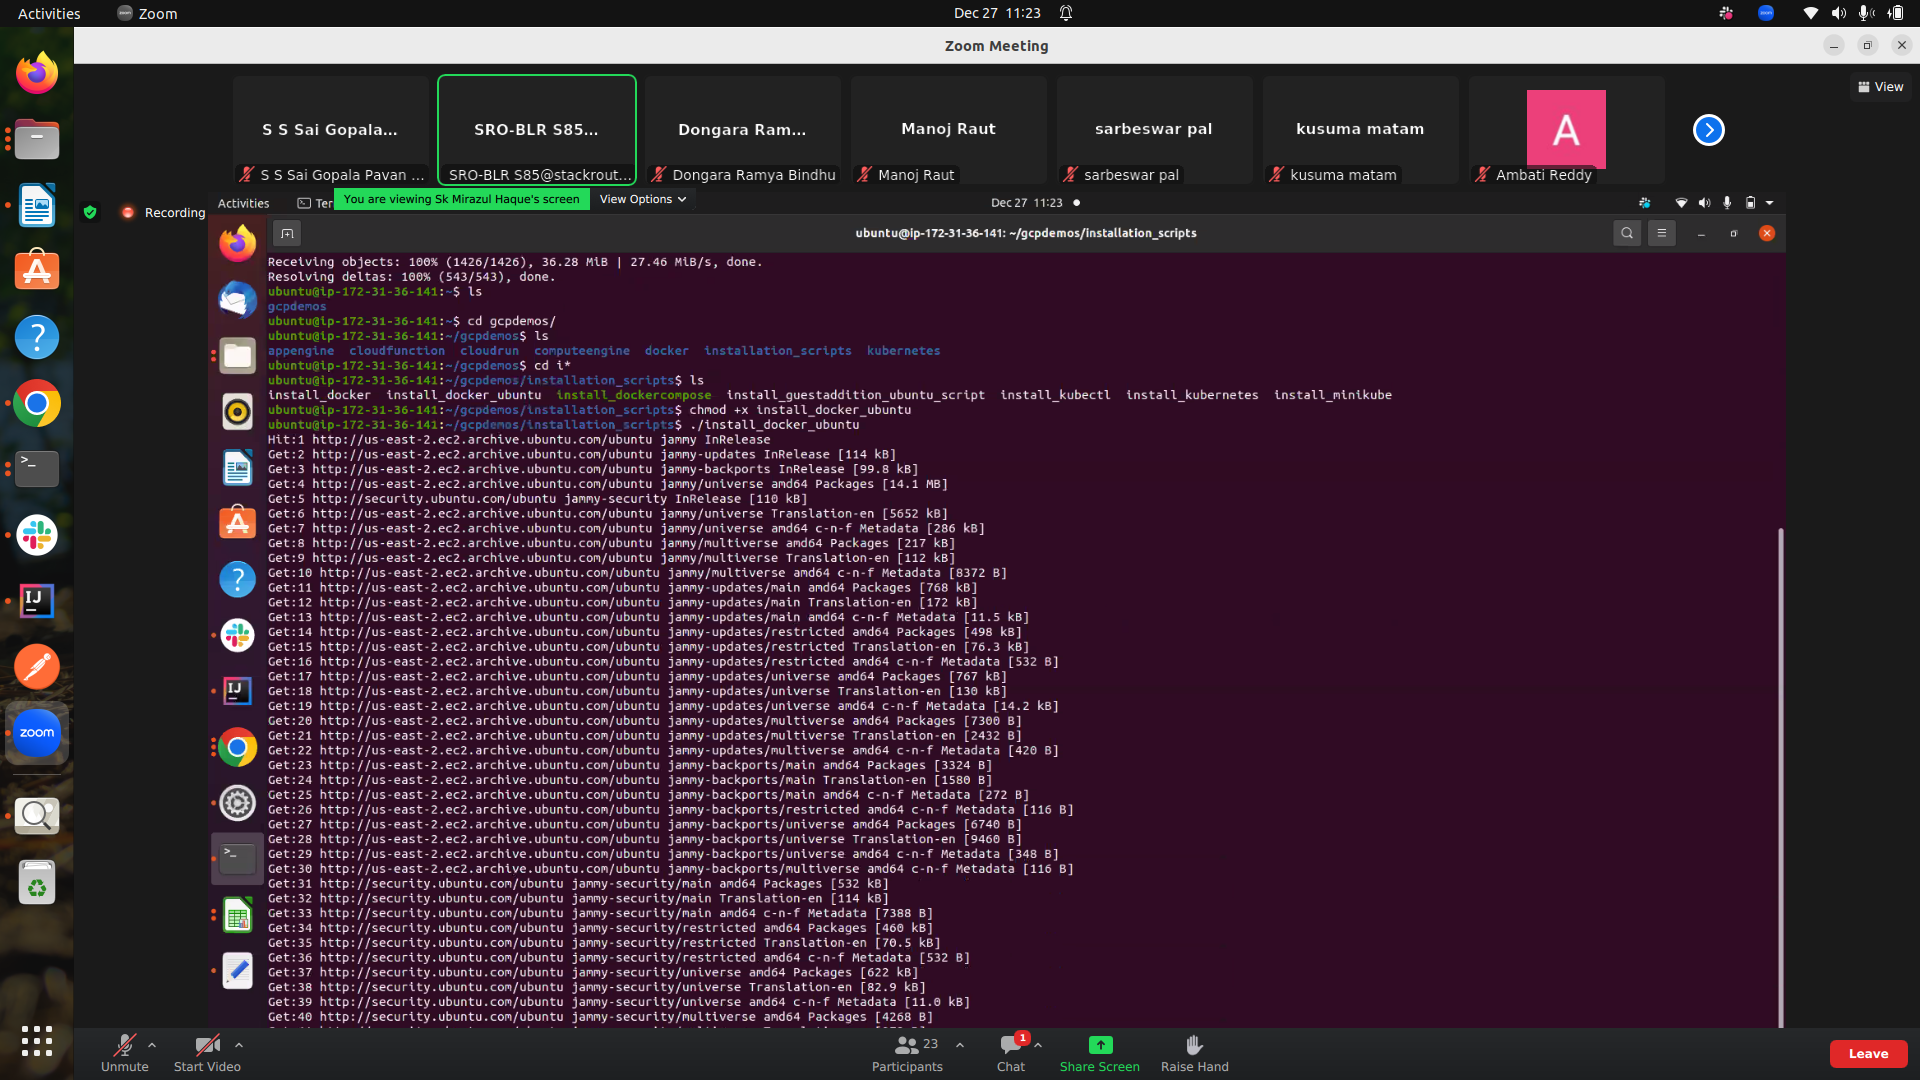 Activities
Zoom
Dec 27 11:23
Zoom Meeting
S S Sai Gopala...
SRO-BLR S85...
Dongara Ram...
Manoj Raut
sarbeswar pal
kusuma matam
A
View
S S Sai Gopala Pavan ...
SRO-BLR S85@stackrout...
Dongara Ramya Bindhu
Manoj Raut
sarbeswar pal
kusuma matam
Ambati Reddy
Recording
Activities
Ter
You are viewing Sk Mirazul Haque's screen
View Options
Dec 27 11:23
ubuntu@ip-172-31-36-141: ~/gcpdemos/installation_scripts
Receiving objects: 100% (1426/1426), 36.28 MiB | 27.46 MiB/s, done.
Resolving deltas: 100% (543/543), done.
ubuntu@ip-172-31-36-141:~$ ls
gcpdemos
ubuntu@ip-172-31-36-141:~$ cd gcpdemos/
ubuntu@ip-172-31-36-141:~/gcpdemos$ ls
appengine cloudfunction cloudrun computeengine docker installation_scripts kubernetes
ubuntu@ip-172-31-36-141:~/gcpdemos$ cd i*
ubuntu@ip-172-31-36-141:~/gcpdemos/installation_scripts$ ls
install_docker install_docker_ubuntu install_dockercompose install_guestaddition_ubuntu_script install_kubectl install_kubernetes install_minikube
ubuntu@ip-172-31-36-141:~/gcpdemos/installation_scripts$ chmod +x install_docker_ubuntu
ubuntu@ip-172-31-36-141:~/gcpdemos/installation_scripts$ ./install_docker_ubuntu
Hit:1 http://us-east-2.ec2.archive.ubuntu.com/ubuntu jammy InRelease
Get:2 http://us-east-2.ec2.archive.ubuntu.com/ubuntu jammy-updates InRelease [114 kB]
Get:3 http://us-east-2.ec2.archive.ubuntu.com/ubuntu jammy-backports InRelease [99.8 kB]
Get:4 http://us-east-2.ec2.archive.ubuntu.com/ubuntu jammy/universe amd64 Packages [14.1 MB]
Get:5 http://security.ubuntu.com/ubuntu jammy-security InRelease [110 kB]
Get:6 http://us-east-2.ec2.archive.ubuntu.com/ubuntu jammy/universe Translation-en [5652 kB]
Get:7 http://us-east-2.ec2.archive.ubuntu.com/ubuntu jammy/universe amd64 c-n-f Metadata [286 kB]
Get:8 http://us-east-2.ec2.archive.ubuntu.com/ubuntu jammy/multiverse amd64 Packages [217 kB]
Get:9 http://us-east-2.ec2.archive.ubuntu.com/ubuntu jammy/multiverse Translation-en [112 kB]
Get:10 http://us-east-2.ec2.archive.ubuntu.com/ubuntu jammy/multiverse amd64 c-n-f Metadata [8372 B]
Get:11 http://us-east-2.ec2.archive.ubuntu.com/ubuntu jammy-updates/main amd64 Packages [768 kB]
Get:12 http://us-east-2.ec2.archive.ubuntu.com/ubuntu jammy-updates/main Translation-en [172 kB]
Get:13 http://us-east-2.ec2.archive.ubuntu.com/ubuntu jammy-updates/main amd64 c-n-f Metadata [11.5 kB]
Get:14 http://us-east-2.ec2.archive.ubuntu.com/ubuntu jammy-updates/restricted amd64 Packages [498 kB]
Get:15 http://us-east-2.ec2.archive.ubuntu.com/ubuntu jammy-updates/restricted Translation-en [76.3 kB]
Get:16 http://us-east-2.ec2.archive.ubuntu.com/ubuntu jammy-updates/restricted amd64 c-n-f Metadata [532 B]
Get:17 http://us-east-2.ec2.archive.ubuntu.com/ubuntu jammy-updates/universe amd64 Packages [767 kB]
Get:18 http://us-east-2.ec2.archive.ubuntu.com/ubuntu jammy-updates/universe Translation-en [130 kB]
Get:19 http://us-east-2.ec2.archive.ubuntu.com/ubuntu jammy-updates/universe amd64 c-n-f Metadata [14.2 kB]
Get:20 http://us-east-2.ec2.archive.ubuntu.com/ubuntu jammy-updates/multiverse amd64 Packages [7300 B]
Get:21 http://us-east-2.ec2.archive.ubuntu.com/ubuntu jammy-updates/multiverse Translation-en [2432 B]
Get:22 http://us-east-2.ec2.archive.ubuntu.com/ubuntu jammy-updates/multiverse amd64 c-n-f Metadata [420 B]
Get:23 http://us-east-2.ec2.archive.ubuntu.com/ubuntu jammy-backports/main amd64 Packages [3324 B]
Get:24 http://us-east-2.ec2.archive.ubuntu.com/ubuntu jammy-backports/main Translation-en [1580 B]
Get:25 http://us-east-2.ec2.archive.ubuntu.com/ubuntu jammy-backports/main amd64 c-n-f Metadata [272 B]
Get:26 http://us-east-2.ec2.archive.ubuntu.com/ubuntu jammy-backports/restricted amd64 c-n-f Metadata [116 B]
Get:27 http://us-east-2.ec2.archive.ubuntu.com/ubuntu jammy-backports/universe amd64 Packages [6740 B]
Get:28 http://us-east-2.ec2.archive.ubuntu.com/ubuntu jammy-backports/universe Translation-en [9460 B]
Get:29 http://us-east-2.ec2.archive.ubuntu.com/ubuntu jammy-backports/universe amd64 c-n-f Metadata [348 B]
Get:30 http://us-east-2.ec2.archive.ubuntu.com/ubuntu jammy-backports/multiverse amd64 c-n-f Metadata [116 B]
Get:31 http://security.ubuntu.com/ubuntu jammy-security/main amd64 Packages [532 kB]
Get:32 http://security.ubuntu.com/ubuntu jammy-security/main Translation-en [114 kB]
Get:33 http://security.ubuntu.com/ubuntu jammy-security/main amd64 c-n-f Metadata [7388 B]
Get:34 http://security.ubuntu.com/ubuntu jammy-security/restricted amd64 Packages [460 kB]
Get:35 http://security.ubuntu.com/ubuntu jammy-security/restricted Translation-en [70.5 kB]
Get:36 http://security.ubuntu.com/ubuntu jammy-security/restricted amd64 c-n-f Metadata [532 B]
Get:37 http://security.ubuntu.com/ubuntu jammy-security/universe amd64 Packages [622 kB]
Get:38 http://security.ubuntu.com/ubuntu jammy-security/universe Translation-en [82.9 kB]
Get:39 http://security.ubuntu.com/ubuntu jammy-security/universe amd64 c-n-f Metadata [11.0 kB]
Get:40 http://security.ubuntu.com/ubuntu jammy-security/multiverse amd64 Packages [4268 B]
IJ
IJ
zoom
Unmute
Start Video
23
Participants
1
Chat
Share Screen
Raise Hand
Leave